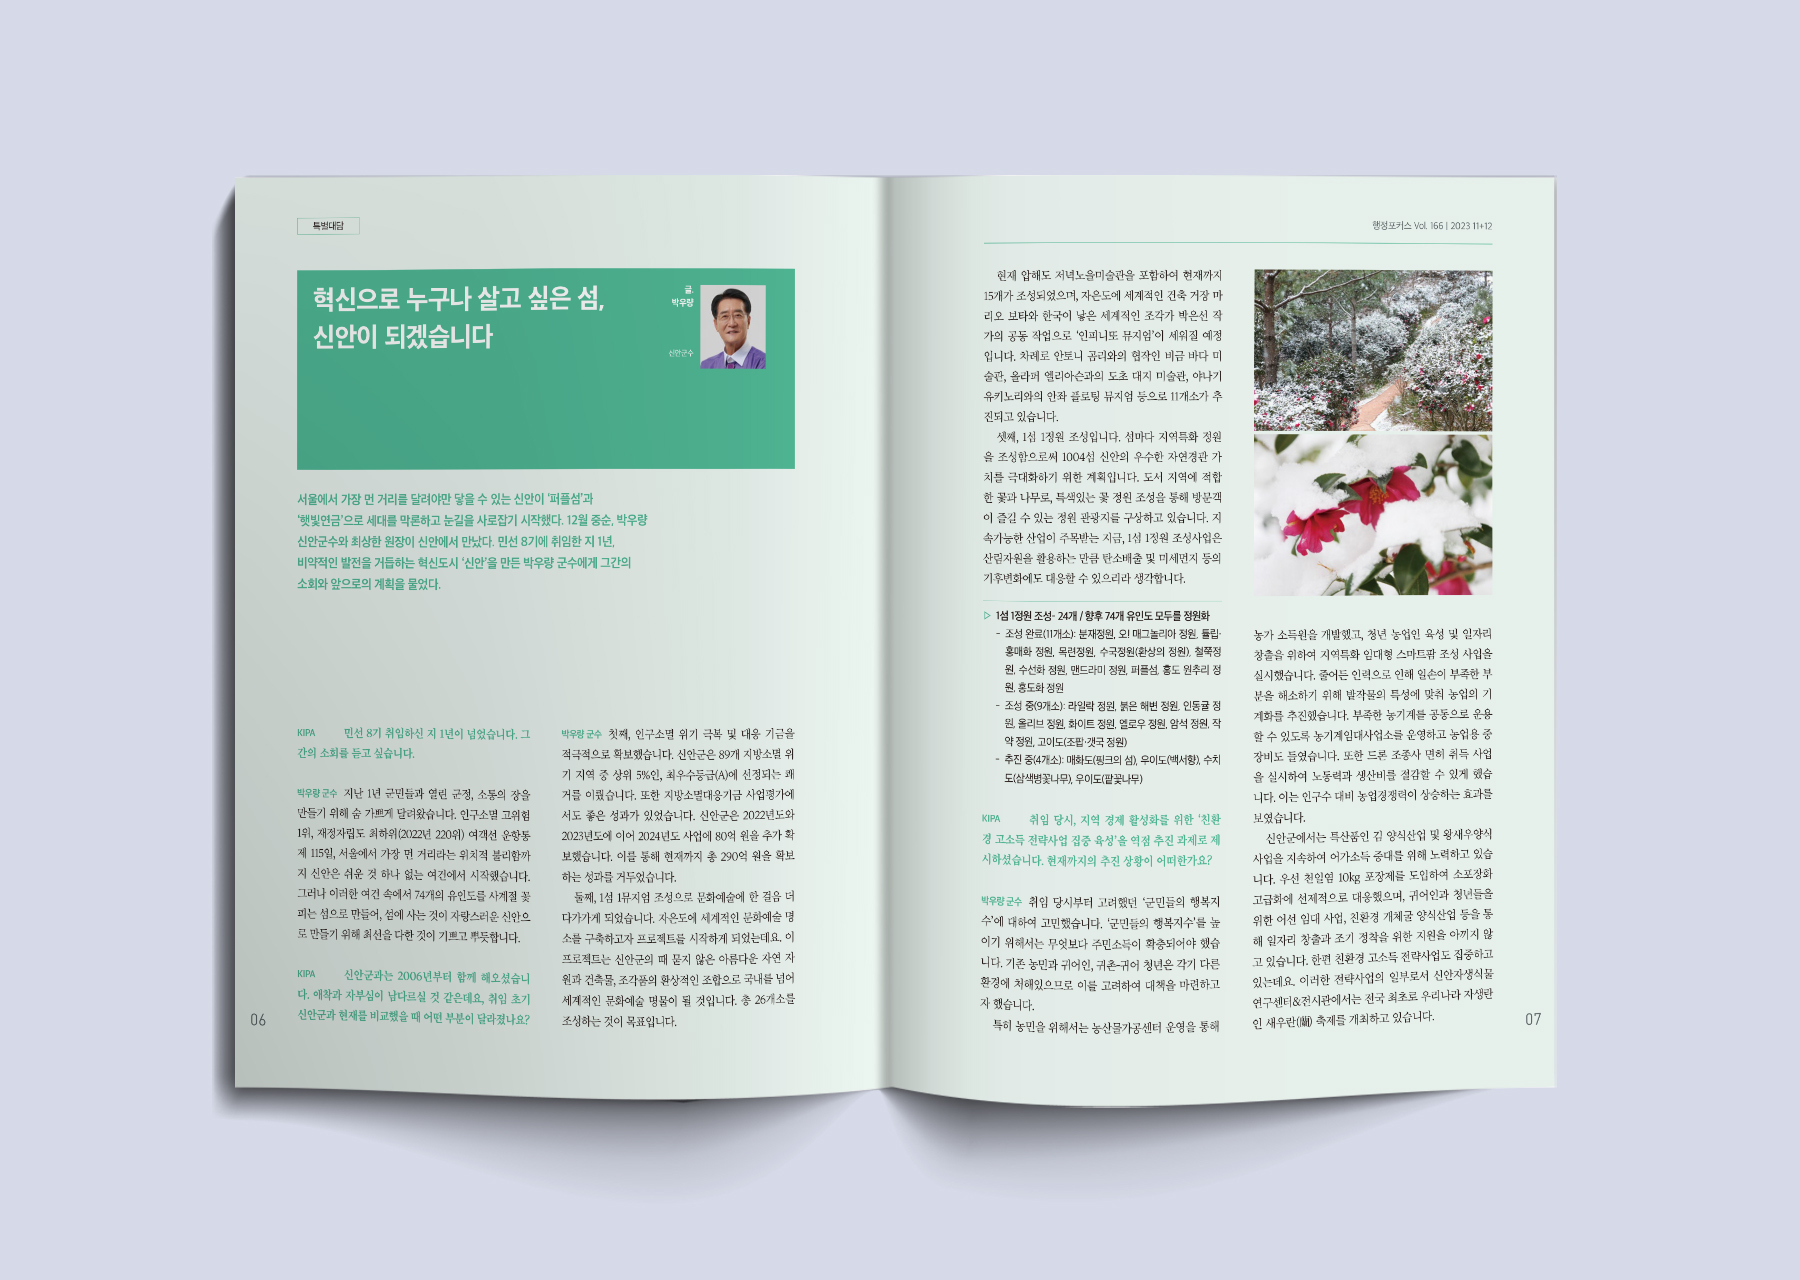 특별대담
혁신으로 누구나 살고 싶은 섬,
신안이 되겠습니다
글.
박우량
신안군수
서울에서 가장 먼 거리를 달려야만 닿을 수 있는 신안이 '퍼플섬'과
'햇빛연금'으로 세대를 막론하고 눈길을 사로잡기 시작했다. 12월 중순, 박우량
신안군수와 최상한 원장이 신안에서 만났다. 민선 8기에 취임한 지 1년,
비약적인 발전을 거듭하는 혁신도시 '신안'을 만든 박우량 군수에게 그간의
소회와 앞으로의 계획을 물었다.
KIPA 민선 8기 취임하신 지 1년이 넘었습니다. 그
간의 소회를 듣고 싶습니다.
박우량 군수 지난 1년 군민들과 열린 군정, 소통의 장을
만들기 위해 숨 가쁘게 달려왔습니다. 인구소멸 고위험
1위, 재정자립도 최하위(2022년 220위) 여객선 운항통
제 115일, 서울에서 가장 먼 거리라는 위치적 불리함까
지 신안은 쉬운 것 하나 없는 여건에서 시작했습니다.
그러나 이러한 여건 속에서 74개의 유인도를 사계절 꽃
피는 섬으로 만들어, 섬에 사는 것이 자랑스러운 신안으
로 만들기 위해 최선을 다한 것이 기쁘고 뿌듯합니다.
KIPA 신안군과는 2006년부터 함께 해오셨습니
다. 애착과 자부심이 남다르실 것 같은데요, 취임 초기
신안군과 현재를 비교했을 때 어떤 부분이 달라졌나요?
06
박우량 군수 첫째, 인구소멸 위기 극복 및 대응 기금을
적극적으로 확보했습니다. 신안군은 89개 지방소멸 위
기 지역 중 상위 5%인, 최우수등급(A)에 선정되는 쾌
거를 이뤘습니다. 또한 지방소멸대응기금 사업평가에
서도 좋은 성과가 있었습니다. 신안군은 2022년도와
2023년도에 이어 2024년도 사업에 80억 원을 추가 확
보했습니다. 이를 통해 현재까지 총 290억 원을 확보
하는 성과를 거두었습니다.
둘째, 1섬 1뮤지엄 조성으로 문화예술에 한 걸음 더
다가가게 되었습니다. 자은도에 세계적인 문화예술 명
소를 구축하고자 프로젝트를 시작하게 되었는데요. 이
프로젝트는 신안군의 때 묻지 않은 아름다운 자연 자
원과 건축물, 조각품의 환상적인 조합으로 국내를 넘어
세계적인 문화예술 명물이 될 것입니다. 총 26개소를
조성하는 것이 목표입니다.
행정포커스 Vol. 166 | 2023 11+12
현재 압해도 저녁노을미술관을 포함하여 현재까지
15개가 조성되었으며, 자은도에 세계적인 건축 거장 마
리오 보타와 한국이 낳은 세계적인 조각가 박은선 작
가의 공동 작업으로 '인피니또 뮤지엄'이 세워질 예정
입니다. 차례로 안토니 곰리와의 협작인 비금 바다 미
술관, 올라퍼 엘리아슨과의 도초 대지 미술관, 야나기
유키노리와의 안좌 플로팅 뮤지엄 등으로 11개소가 추
진되고 있습니다.
셋째, 1섬 1정원 조성입니다. 섬마다 지역특화 정원
을 조성함으로써 1004섬 신안의 우수한 자연경관 가
치를 극대화하기 위한 계획입니다. 도서 지역에 적합
한 꽃과 나무로, 특색있는 꽃 정원 조성을 통해 방문객
이 즐길 수 있는 정원 관광지를 구상하고 있습니다. 지
속가능한 산업이 주목받는 지금, 1섬 1정원 조성사업은
산림자원을 활용하는 만큼 탄소배출 및 미세먼지 등의
기후변화에도 대응할 수 있으리라 생각합니다.
▷ 1섬 1정원 조성- 24개 / 향후 74개 유인도 모두를 정원화
- 조성 완료(11개소): 분재정원, 오! 매그놀리아 정원, 튤립·
홍매화 정원, 목련정원, 수국정원(환상의 정원), 철쭉정
원, 수선화 정원, 맨드라미 정원, 퍼플섬, 홍도 원추리 정
원, 홍도화 정원
- 조성 중(9개소): 라일락 정원, 붉은 해변 정원, 인동귤 정
원, 올리브 정원, 화이트 정원, 옐로우 정원, 암석 정원, 작
약 정원, 고이도(조팝·갯국 정원)
- 추진 중(4개소): 매화도(핑크의 섬), 우이도(백서향), 수치
도(삼색병꽃나무), 우이도(팥꽃나무)
KIPA 취임 당시, 지역 경제 활성화를 위한 '친환
경 고소득 전략사업 집중 육성'을 역점 추진 과제로 제
시하셨습니다. 현재까지의 추진 상황이 어떠한가요?
박우량 군수 취임 당시부터 고려했던 '군민들의 행복지
수'에 대하여 고민했습니다. '군민들의 행복지수'를 높
이기 위해서는 무엇보다 주민소득이 확충되어야 했습
니다. 기존 농민과 귀어인, 귀촌·귀어 청년은 각기 다른
환경에 처해있으므로 이를 고려하여 대책을 마련하고
자 했습니다.
특히 농민을 위해서는 농산물가공센터 운영을 통해
농가 소득원을 개발했고, 청년 농업인 육성 및 일자리
창출을 위하여 지역특화 임대형 스마트팜 조성 사업을
실시했습니다. 줄어든 인력으로 인해 일손이 부족한 부
분을 해소하기 위해 밭작물의 특성에 맞춰 농업의 기
계화를 추진했습니다. 부족한 농기계를 공동으로 운용
할 수 있도록 농기계임대사업소를 운영하고 농업용 중
장비도 들였습니다. 또한 드론 조종사 면허 취득 사업
을 실시하여 노동력과 생산비를 절감할 수 있게 했습
니다. 이는 인구수 대비 농업경쟁력이 상승하는 효과를
보였습니다.
신안군에서는 특산품인 김 양식산업 및 왕새우양식
사업을 지속하여 어가소득 증대를 위해 노력하고 있습
니다. 우선 천일염 10kg 포장제를 도입하여 소포장화
고급화에 선제적으로 대응했으며, 귀어인과 청년들을
위한 어선 임대 사업, 친환경 개체굴 양식산업 등을 통
해 일자리 창출과 조기 정착을 위한 지원을 아끼지 않
고 있습니다. 한편 친환경 고소득 전략사업도 집중하고
있는데요. 이러한 전략사업의 일부로서 신안자생식물
연구센터&전시관에서는 전국 최초로 우리나라 자생란
인 새우란(蘭) 축제를 개최하고 있습니다.
07